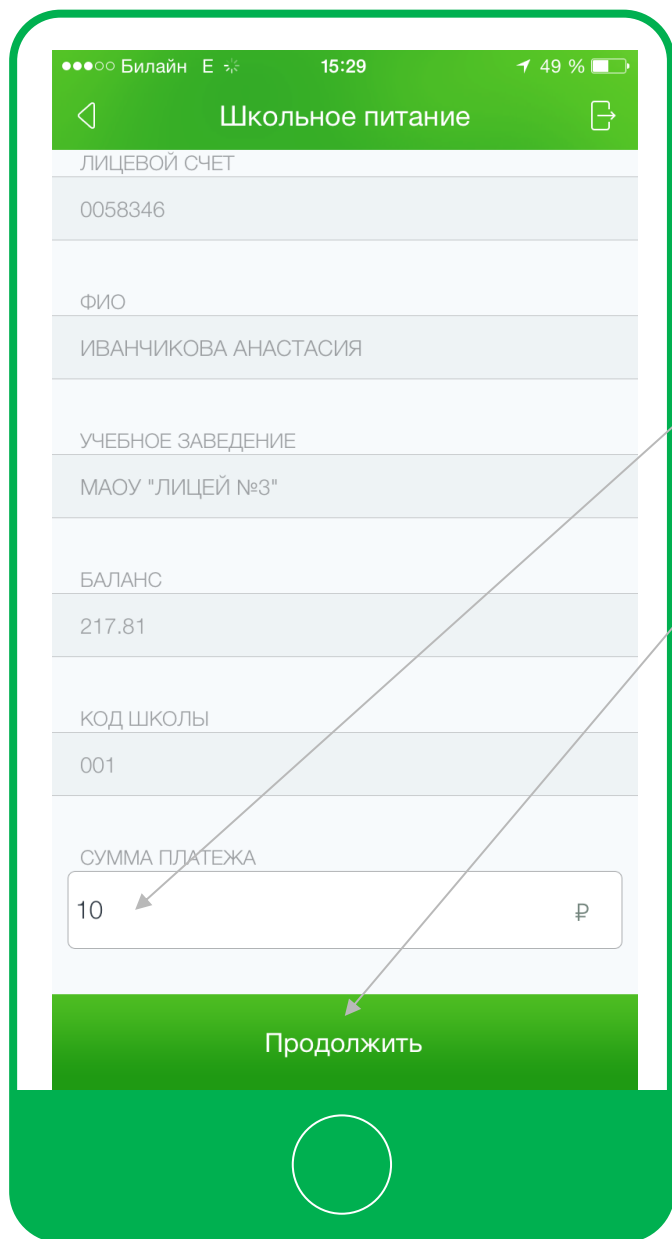 Билайн E 15:29 49 %
Школьное питание
ЛИЦЕВОЙ СЧЕТ
0058346
ФИО
ИВАНЧИКОВА АНАСТАСИЯ
УЧЕБНОЕ ЗАВЕДЕНИЕ
МАОУ "ЛИЦЕЙ №3"
БАЛАНС
217.81
КОД ШКОЛЫ
001
СУММА ПЛАТЕЖА
10 ₽
Продолжить